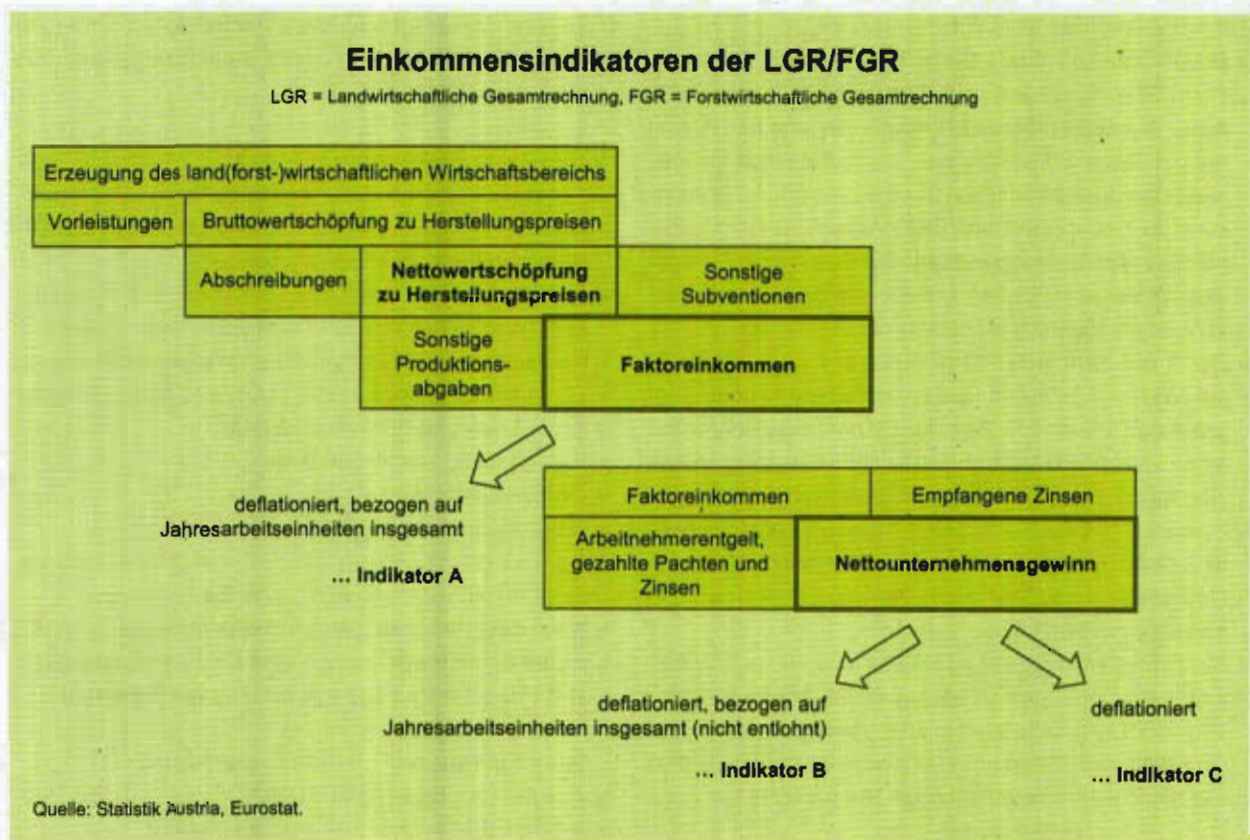 Einkommensindikatoren der LGR/FGR
LGR = Landwirtschaftliche Gesamtrechnung, FGR = Forstwirtschaftliche Gesamtrechnung
Erzeugung des land(forst-)wirtschaftlichen Wirtschaftsbereichs
Vorleistungen
Bruttowertschöpfung zu Herstellungspreisen
Abschreibungen
Nettowertschöpfung
zu Herstellungspreisen
Sonstige
Subventionen
Sonstige
Produktions-
abgaben
Faktoreinkommen
deflationiert, bezogen auf
Jahresarbeitseinheiten insgesamt
... Indikator A
Faktoreinkommen
Empfangene Zinsen
Arbeitnehmerentgelt,
gezahlte Pachten und
Zinsen
Nettounternehmensgewinn
deflationiert, bezogen auf
Jahresarbeitseinheiten insgesamt (nicht entlohnt)
... Indikator B
deflationiert
... Indikator C
Quelle: Statistik Austria, Eurostat.